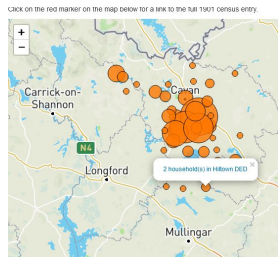 Click on the red marker on the map below for a link to the full 1901 census entry.
+
−
Cavan
Carrick-on-
Shannon
N4
Longford
×
2 household(s) in Hilltown DED
Mullingar